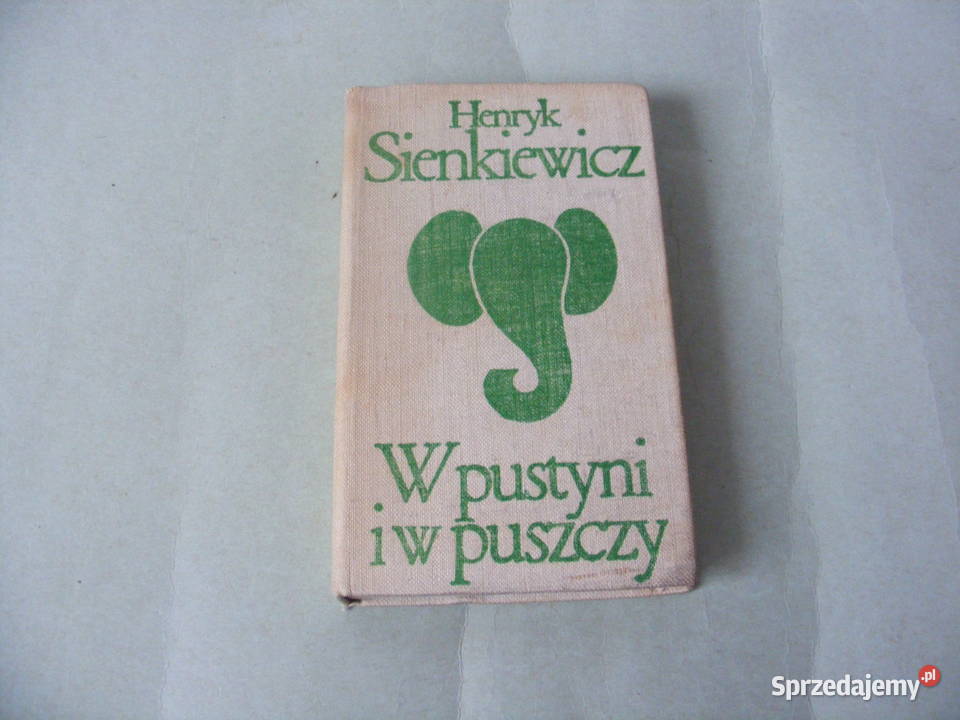 Henryk
Sienkiewicz
W pustyni
i w puszczy
Sprzedajemy.pl